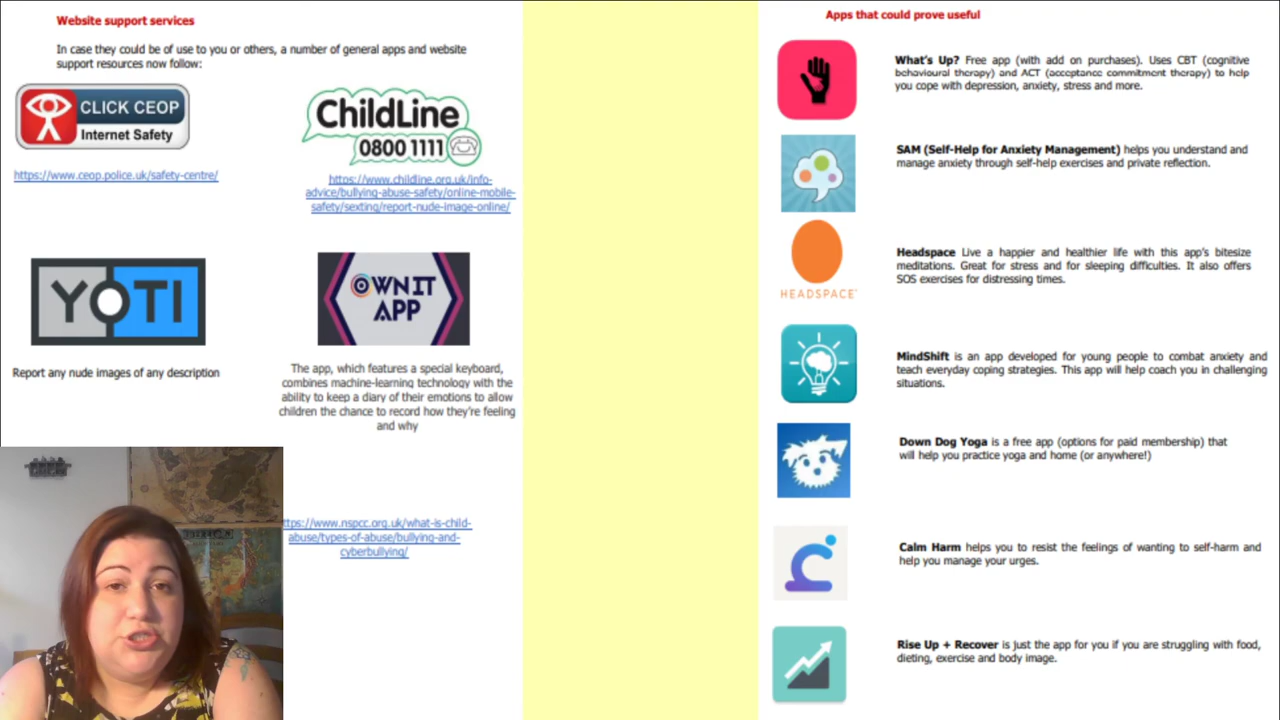 Website support services
In case they could be of use to you or others, a number of general apps and website
support resources now follow:
CLICK CEOP
Internet Safety
https://www.ceop.police.uk/safety-centre/
ChildLine
0800 1111
https://www.childline.org.uk/info-
advice/bullying-abuse-safety/online-mobile-
safety/sexting/report-nude-image-online/
YOTI
Report any nude images of any description
OWN IT
APP
The app, which features a special keyboard,
combines machine-learning technology with the
ability to keep a diary of their emotions to allow
children the chance to record how they're feeling
and why
ttps://www.nspcc.org.uk/what-is-child-
abuse/types-of-abuse/bullying-and-
cyberbullying/
Apps that could prove useful
What's Up? Free app (with add on purchases). Uses CBT (cognitive
behavioural therapy) and ACT (acceptance commitment therapy) to help
you cope with depression, anxiety, stress and more.
SAM (Self-Help for Anxiety Management) helps you understand and
manage anxiety through self-help exercises and private reflection.
HEADSPACE
Headspace Live a happier and healthier life with this app's bitesize
meditations. Great for stress and for sleeping difficulties. It also offers
SOS exercises for distressing times.
MindShift is an app developed for young people to combat anxiety and
teach everyday coping strategies. This app will help coach you in challenging
situations.
Down Dog Yoga is a free app (options for paid membership) that
will help you practice yoga and home (or anywhere!)
Calm Harm helps you to resist the feelings of wanting to self-harm and
help you manage your urges.
Rise Up + Recover is just the app for you if you are struggling with food,
dieting, exercise and body image.